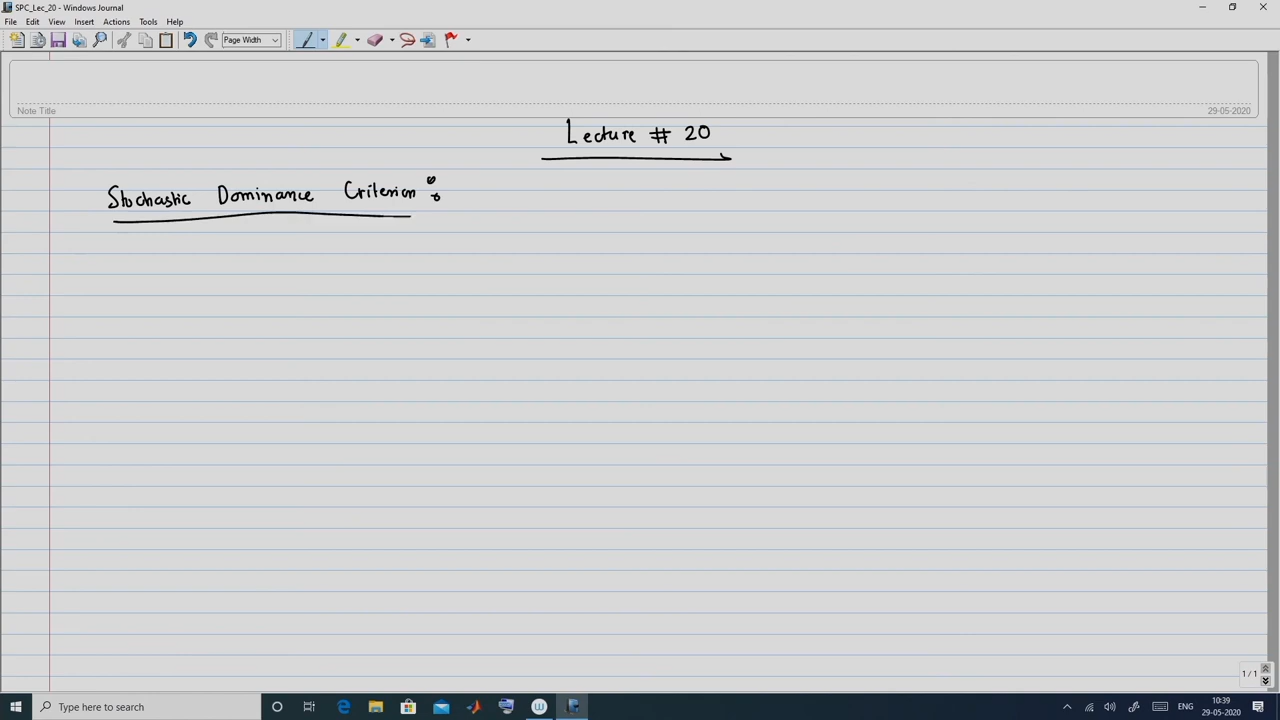 SPC_Lec_20 - Windows Journal
File Edit View Insert Actions Tools Help
Page Width
Note Title
29-05-2020
Lecture # 20
Stochastic Dominance Criterion :
1 / 1
Type here to search
ENG
10:39
29-05-2020